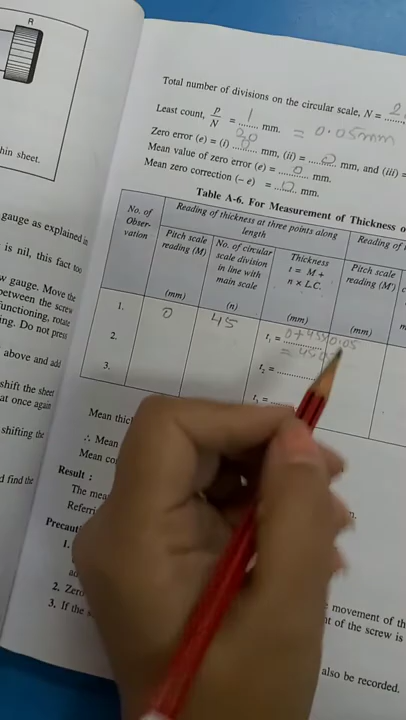 R
thin sheet.
gauge as explained in
is nil, this fact too
w gauge. Move the
between the screw
functioning, rotate
ing. Do not press
above and add
shift the sheet
at once again
shifting the
d find the
Total number of divisions on the circular scale, N =
Least count, P/N = 1/20 mm. = 0.05mm
Zero error (e) = (i) 0 mm, (ii) = 0 mm, and (iii) =
Mean value of zero error (e) = 0 mm.
Mean zero correction (– e) = 0 mm.
Table A-6. For Measurement of Thickness o
No. of Obser-vation
Reading of thickness at three points along length
Reading of
Pitch scale reading (M)
(mm)
No. of circular scale division in line with main scale
(n)
Thickness t = M + n × L.C.
(mm)
Pitch scale reading (M')
(mm)
1. 0 45 t₁ = 0+45×0.05
2.
t₂ =
3.
t₃ =
Mean thic
∴ Mean
Mean co
Result :
The mea
Referri
Precauti
1.
2. Zero
3. If the s
movement of th
nt of the screw is
also be recorded.